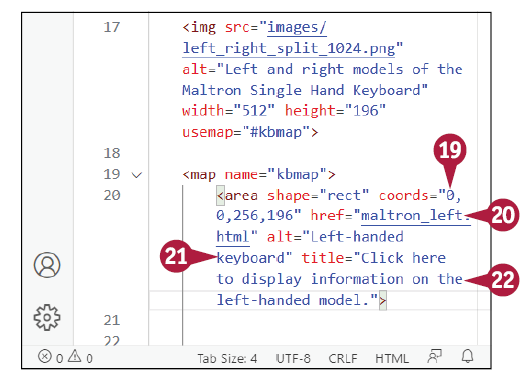 17 <img src="images/
left_right_split_1024.png"
alt="Left and right models of the
Maltron Single Hand Keyboard"
width="512" height="196"
usemap="#kbmap">
18
19 <map name="kbmap">
19
20 <area shape="rect" coords="0,
0,256,196" href="maltron_left.
20
html" alt="Left-handed
21 keyboard" title="Click here
to display information on the
22
left-handed model.">
21
22
0 0 Tab Size: 4 UTF-8 CRLF HTML